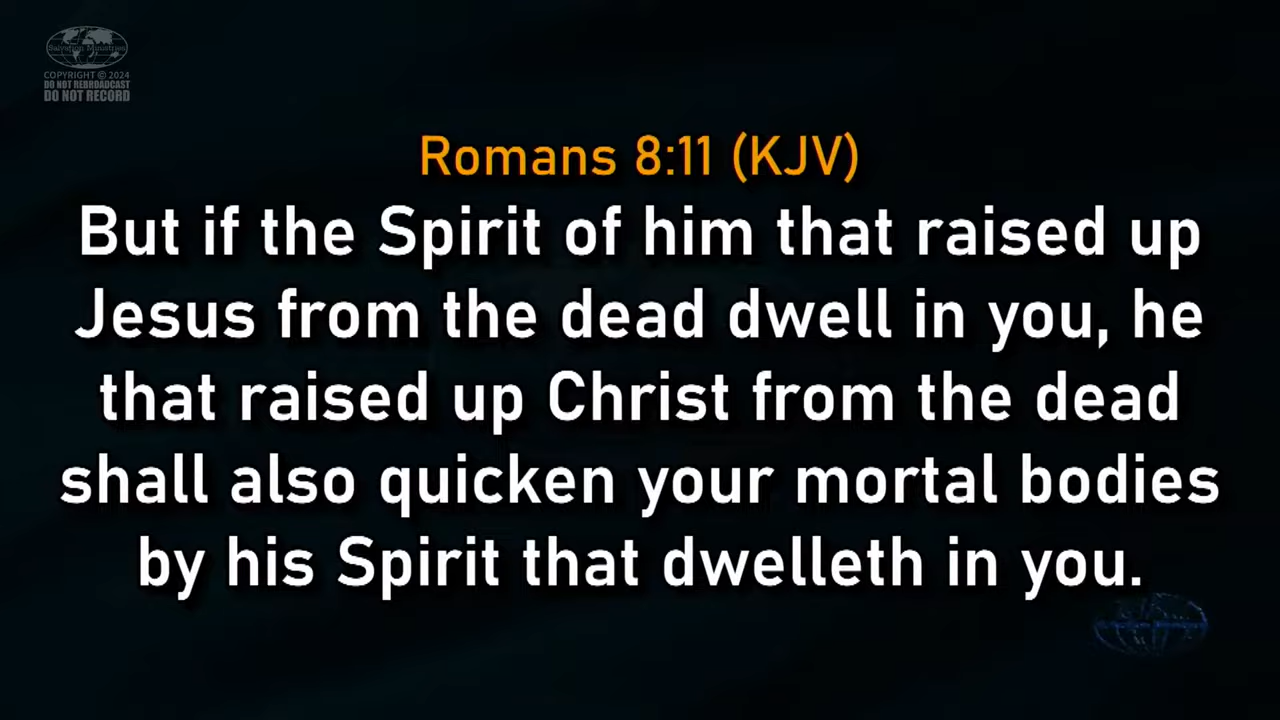 Salvation Ministries
COPYRIGHT © 2024
DO NOT REBROADCAST
DO NOT RECORD
Romans 8:11 (KJV)
But if the Spirit of him that raised up
Jesus from the dead dwell in you, he
that raised up Christ from the dead
shall also quicken your mortal bodies
by his Spirit that dwelleth in you.